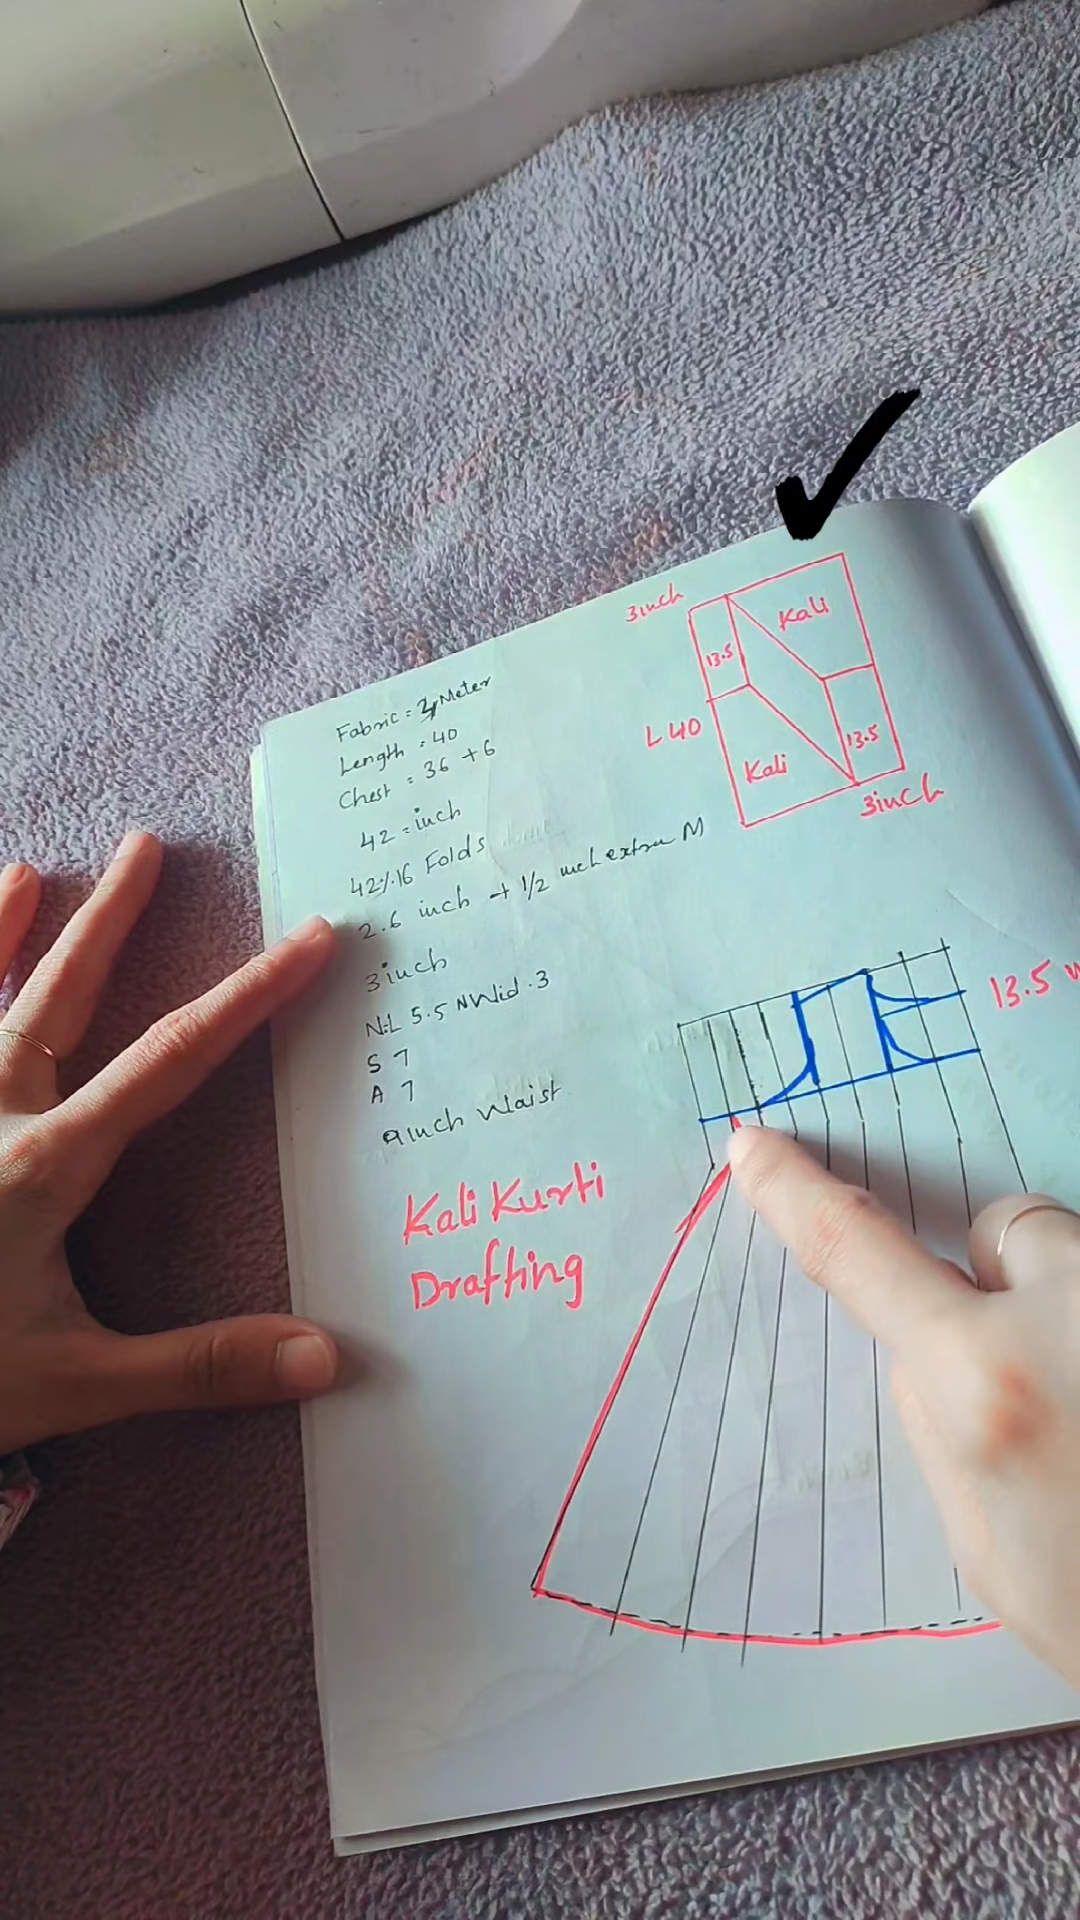 3inch
Kali
13.5
L 40
13.5
Kali
3inch
Fabric = 4 Meter
Length = 40
Chest = 36 + 6
42 = inch
42%16 Folds
2.6 inch + 1/2 inch extra M
3 inch
N:L 5.5 N Wid . 3
S 7
A 7
9 inch Waist
13.5
Kali Kurti
Drafting